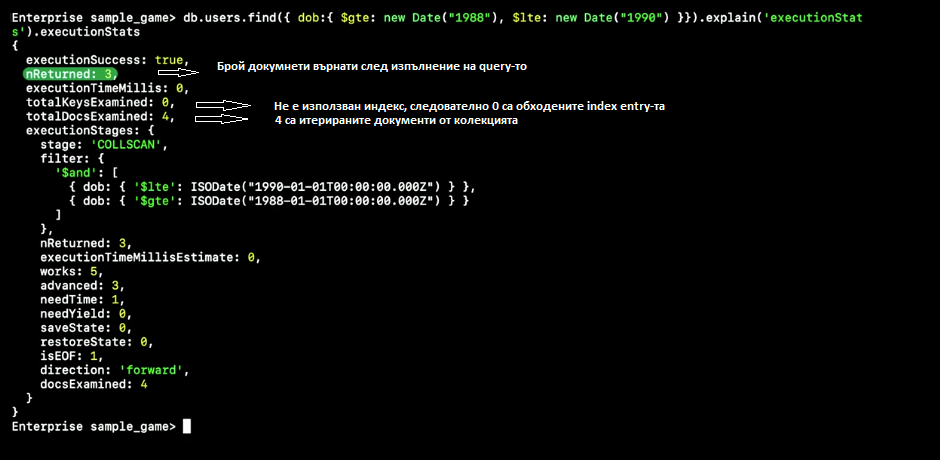 Enterprise sample_game> db.users.find({ dob:{ $gte: new Date("1988"), $lte: new Date("1990") }}).explain('executionStat
s').executionStats
{
executionSuccess: true,
nReturned: 3, Брой докумнети върнати след изпълнение на query-то
executionTimeMillis: 0,
totalKeysExamined: 0, Не е използван индекс, следователно 0 са обходените index entry-та
totalDocsExamined: 4, 4 са итерираните документи от колекцията
executionStages: {
stage: 'COLLSCAN',
filter: {
'$and': [
{ dob: { '$lte': ISODate("1990-01-01T00:00:00.000Z") } },
{ dob: { '$gte': ISODate("1988-01-01T00:00:00.000Z") } }
]
},
nReturned: 3,
executionTimeMillisEstimate: 0,
works: 5,
advanced: 3,
needTime: 1,
needYield: 0,
saveState: 0,
restoreState: 0,
isEOF: 1,
direction: 'forward',
docsExamined: 4
}
}
Enterprise sample_game>